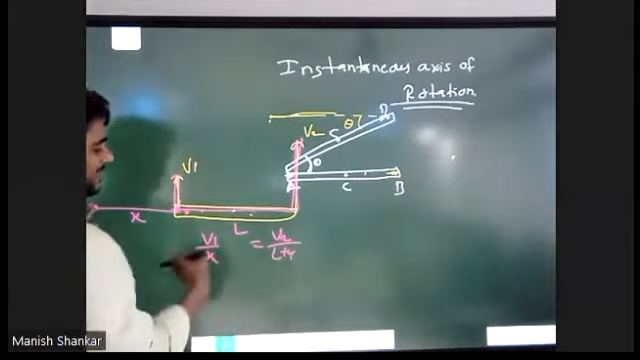 Instantaneous axis of
Rotation
B
θ
V2
C
θ
V1
A
C
B
x
L
V1/x = V2/L+x
Manish Shankar